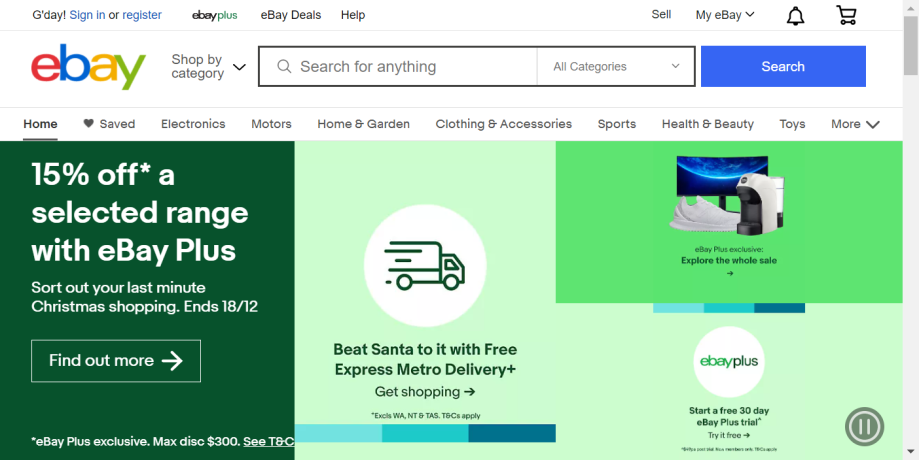 G'day! Sign in or register
ebayplus
eBay Deals
Help
Sell
My eBay
ebay
Shop by
category
Search for anything
All Categories
Search
Home
Saved
Electronics
Motors
Home & Garden
Clothing & Accessories
Sports
Health & Beauty
Toys
More
15% off* a
selected range
with eBay Plus
Sort out your last minute
Christmas shopping. Ends 18/12
Find out more →
*eBay Plus exclusive. Max disc $300. See T&C
Beat Santa to it with Free
Express Metro Delivery+
Get shopping →
^Excls WA, NT & TAS. T&Cs apply
eBay Plus exclusive:
Explore the whole sale
→
ebayplus
Start a free 30 day
eBay Plus trial^
Try it free →